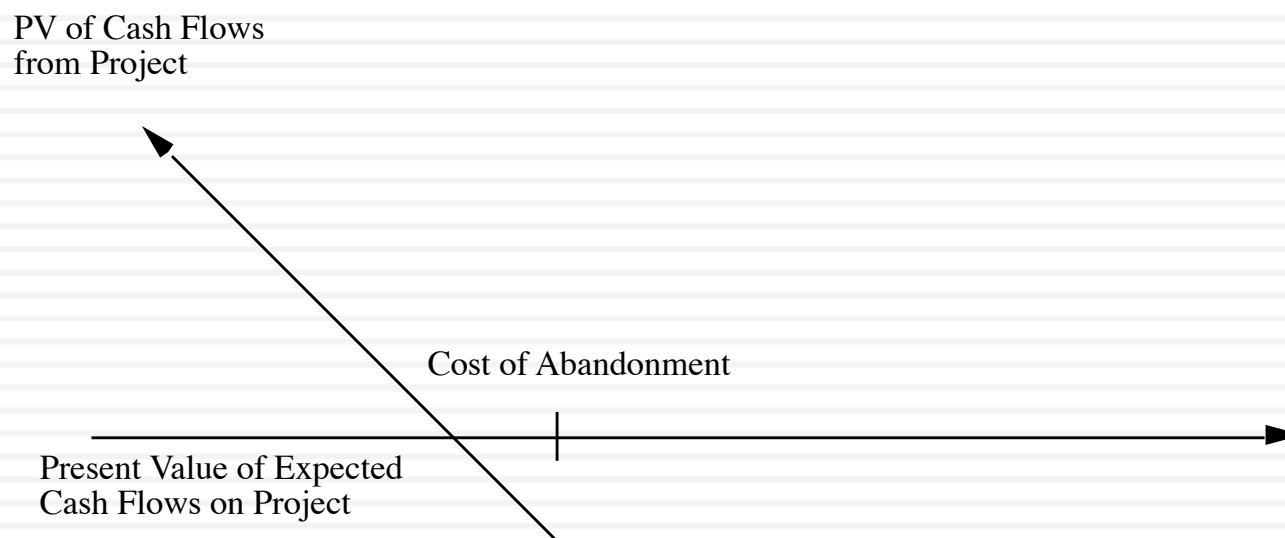 PV of Cash Flows
from Project
Cost of Abandonment
Present Value of Expected
Cash Flows on Project